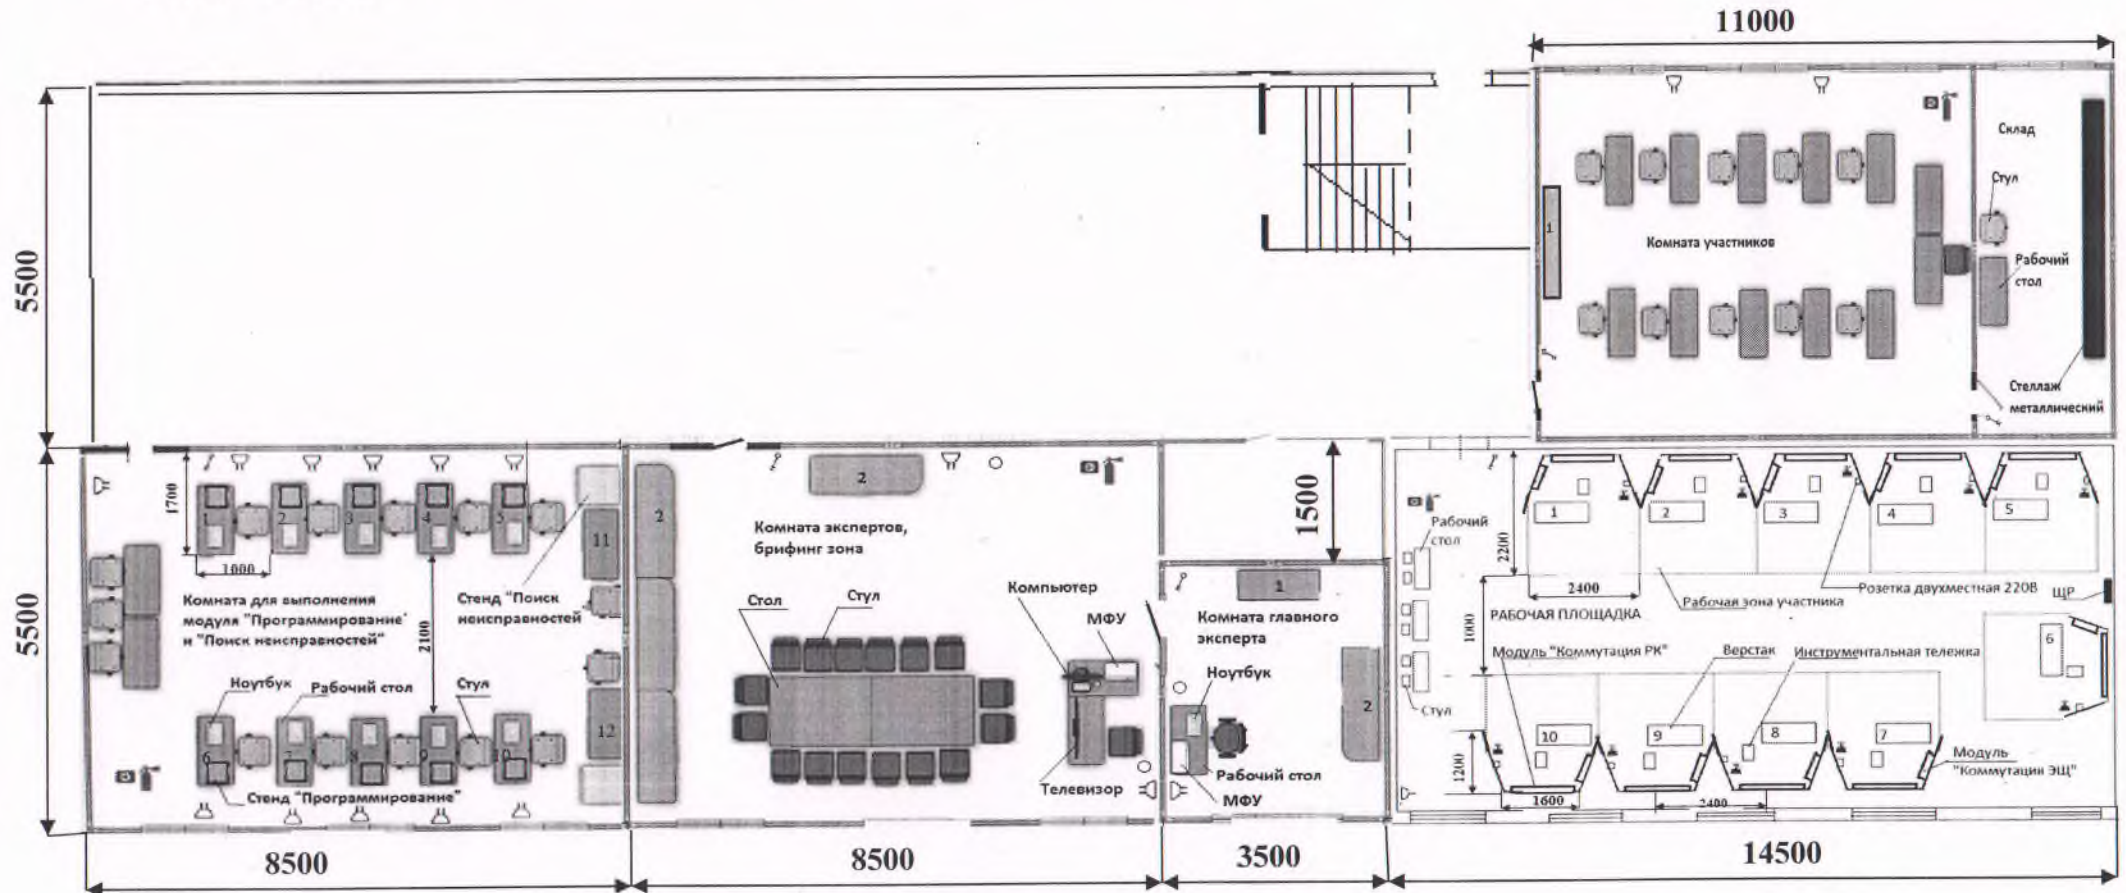 11000
Склад
Стул
1
Комната участников
Рабочий
стол
5500
Стеллаж
металлический
1700
1
2
3
4
5
11
1000
Комната для выполнения
модуля "Программирование"
и "Поиск неисправностей"
Стенд "Поиск
неисправностей
2100
5500
Ноутбук
Рабочий стол
Стул
6
7
8
9
10
12
Стенд "Программирование"
2
2
Комната экспертов,
брифинг зона
Стол
Стул
Компьютер
МФУ
Телевизор
1500
1
Комната главного
эксперта
Ноутбук
2
Рабочий стол
МФУ
Рабочий
стол
2200
1
2
3
4
5
2400
Рабочая зона участника
Розетка двухместная 220В
ЩР
РАБОЧАЯ ПЛОЩАДКА
1000
Модуль "Коммутация РК"
Верстак
Инструментальная тележка
6
Стул
10
9
8
7
1200
Модуль
"Коммутация ЭЩ"
1600
2400
8500
8500
3500
14500